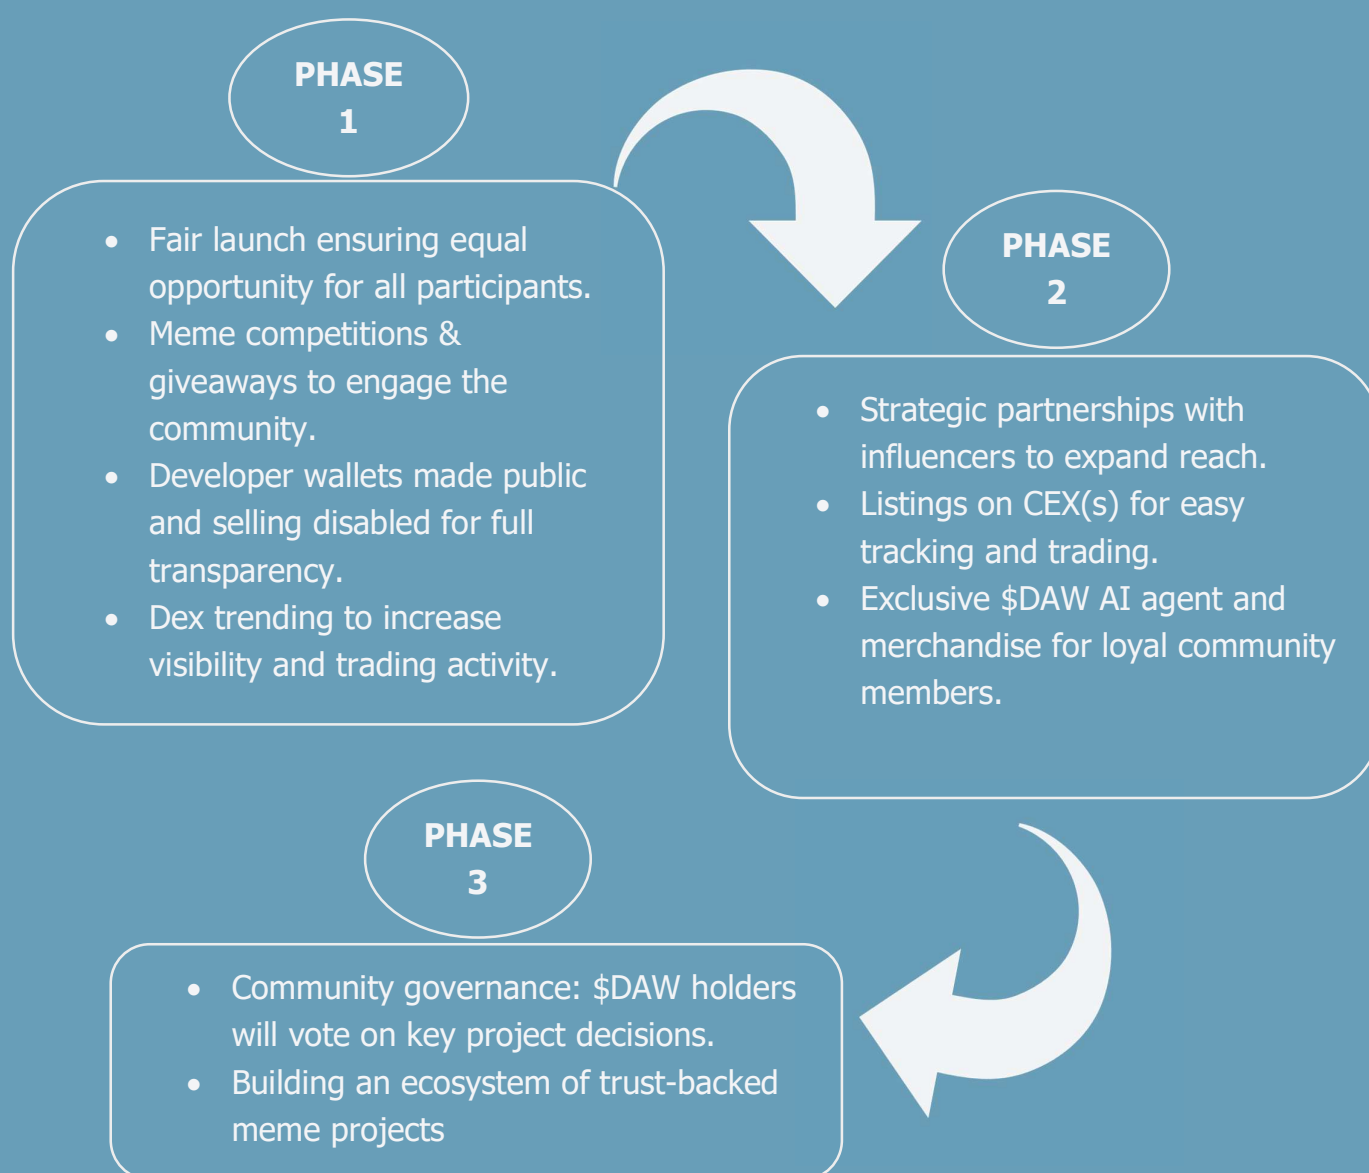 PHASE
1
• Fair launch ensuring equal
opportunity for all participants.
• Meme competitions &
giveaways to engage the
community.
• Developer wallets made public
and selling disabled for full
transparency.
• Dex trending to increase
visibility and trading activity.
PHASE
2
• Strategic partnerships with
influencers to expand reach.
• Listings on CEX(s) for easy
tracking and trading.
• Exclusive $DAW AI agent and
merchandise for loyal community
members.
PHASE
3
• Community governance: $DAW holders
will vote on key project decisions.
• Building an ecosystem of trust-backed
meme projects